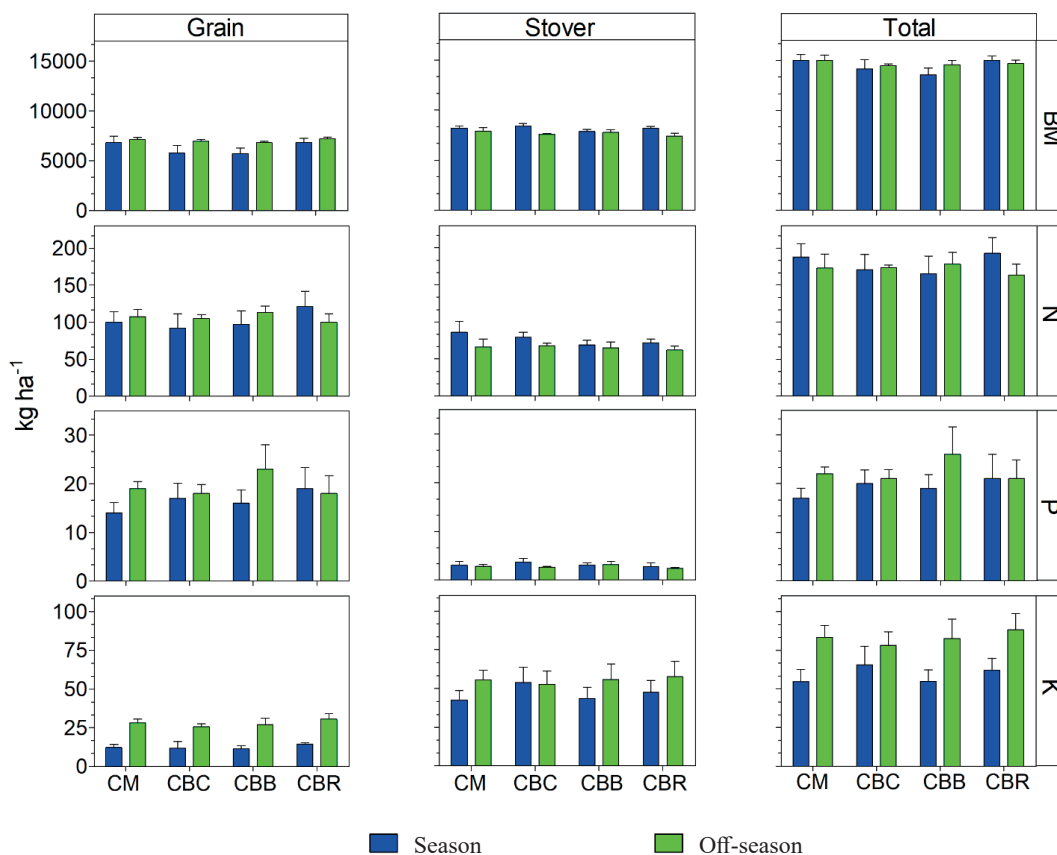 Grain Stover Total
15000
10000
5000
0
BM
200
150
100
50
0
N
kg ha⁻¹
30
20
10
0
P
100
75
50
25
0
K
CM CBC CBB CBR CM CBC CBB CBR CM CBC CBB CBR
Season Off-season